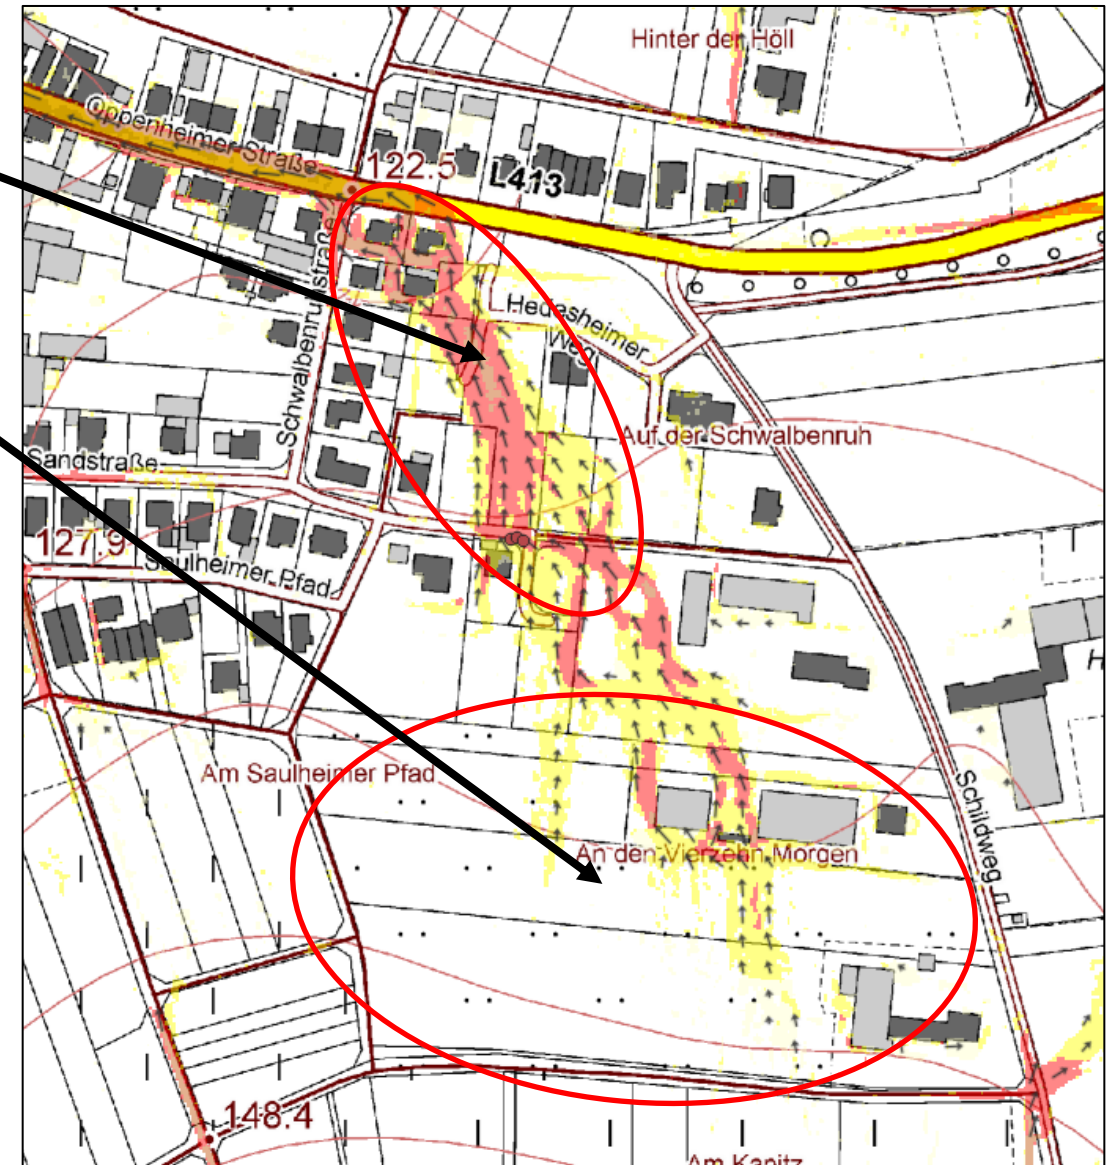 Hinter der Höll
Oppenheimer Straße
122.5
L413
Hedesheimer
Weg
Schwalbenruhstraße
Auf der Schwalbenruh
Sandstraße
127.9
Saulheimer Pfad
H
Am Saulheimer Pfad
Schildweg
An den Vierzehn Morgen
148.4
Am Kapitz